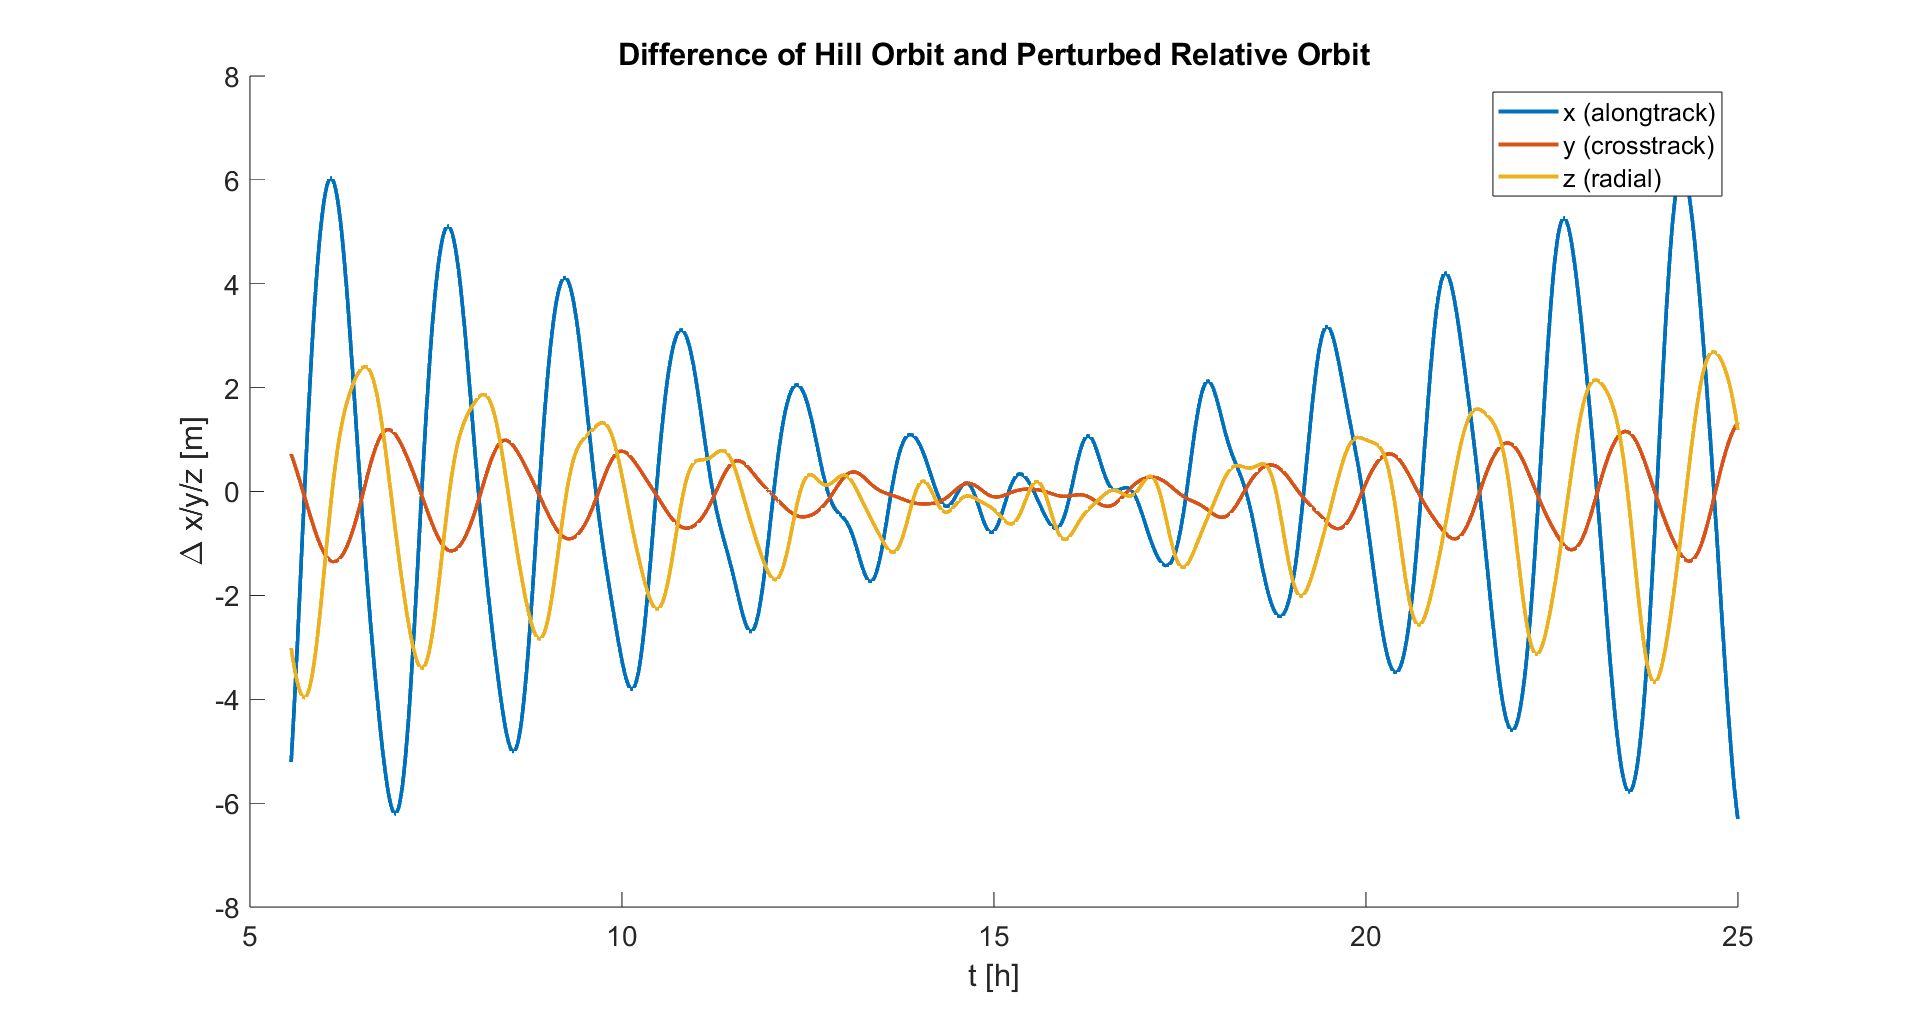 Difference of Hill Orbit and Perturbed Relative Orbit
x (alongtrack)
y (crosstrack)
z (radial)
8
6
4
2
0
-2
-4
-6
-8
Δ x/y/z [m]
5
10
15
20
25
t [h]